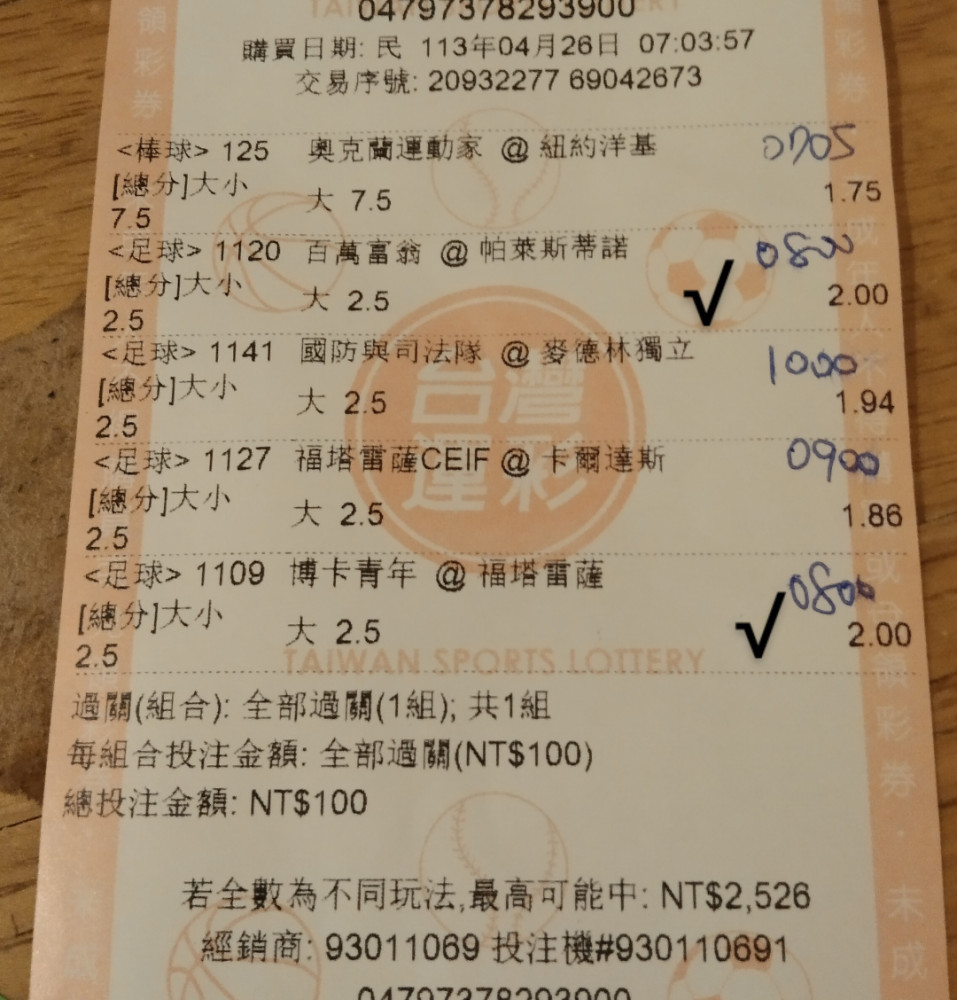 TAIWAN SPORTS LOTTERY
04797378293900
購買日期: 民 113年04月26日 07:03:57
交易序號: 20932277 69042673
<棒球> 125 奧克蘭運動家 @ 紐約洋基 0705
[總分]大小 大 7.5 1.75
7.5
<足球> 1120 百萬富翁 @ 帕萊斯蒂諾 0800
[總分]大小 大 2.5 √ 2.00
2.5
<足球> 1141 國防與司法隊 @ 麥德林獨立 1000
[總分]大小 大 2.5 1.94
2.5
台灣運彩
<足球> 1127 福塔雷薩CEIF @ 卡爾達斯 0900
[總分]大小 大 2.5 1.86
2.5
<足球> 1109 博卡青年 @ 福塔雷薩 0800
[總分]大小 大 2.5 √ 2.00
2.5
TAIWAN SPORTS LOTTERY
過關(組合): 全部過關(1組); 共1組
每組合投注金額: 全部過關(NT$100)
總投注金額: NT$100
若全數為不同玩法,最高可能中: NT$2,526
經銷商: 93011069 投注機#930110691
04797378293900